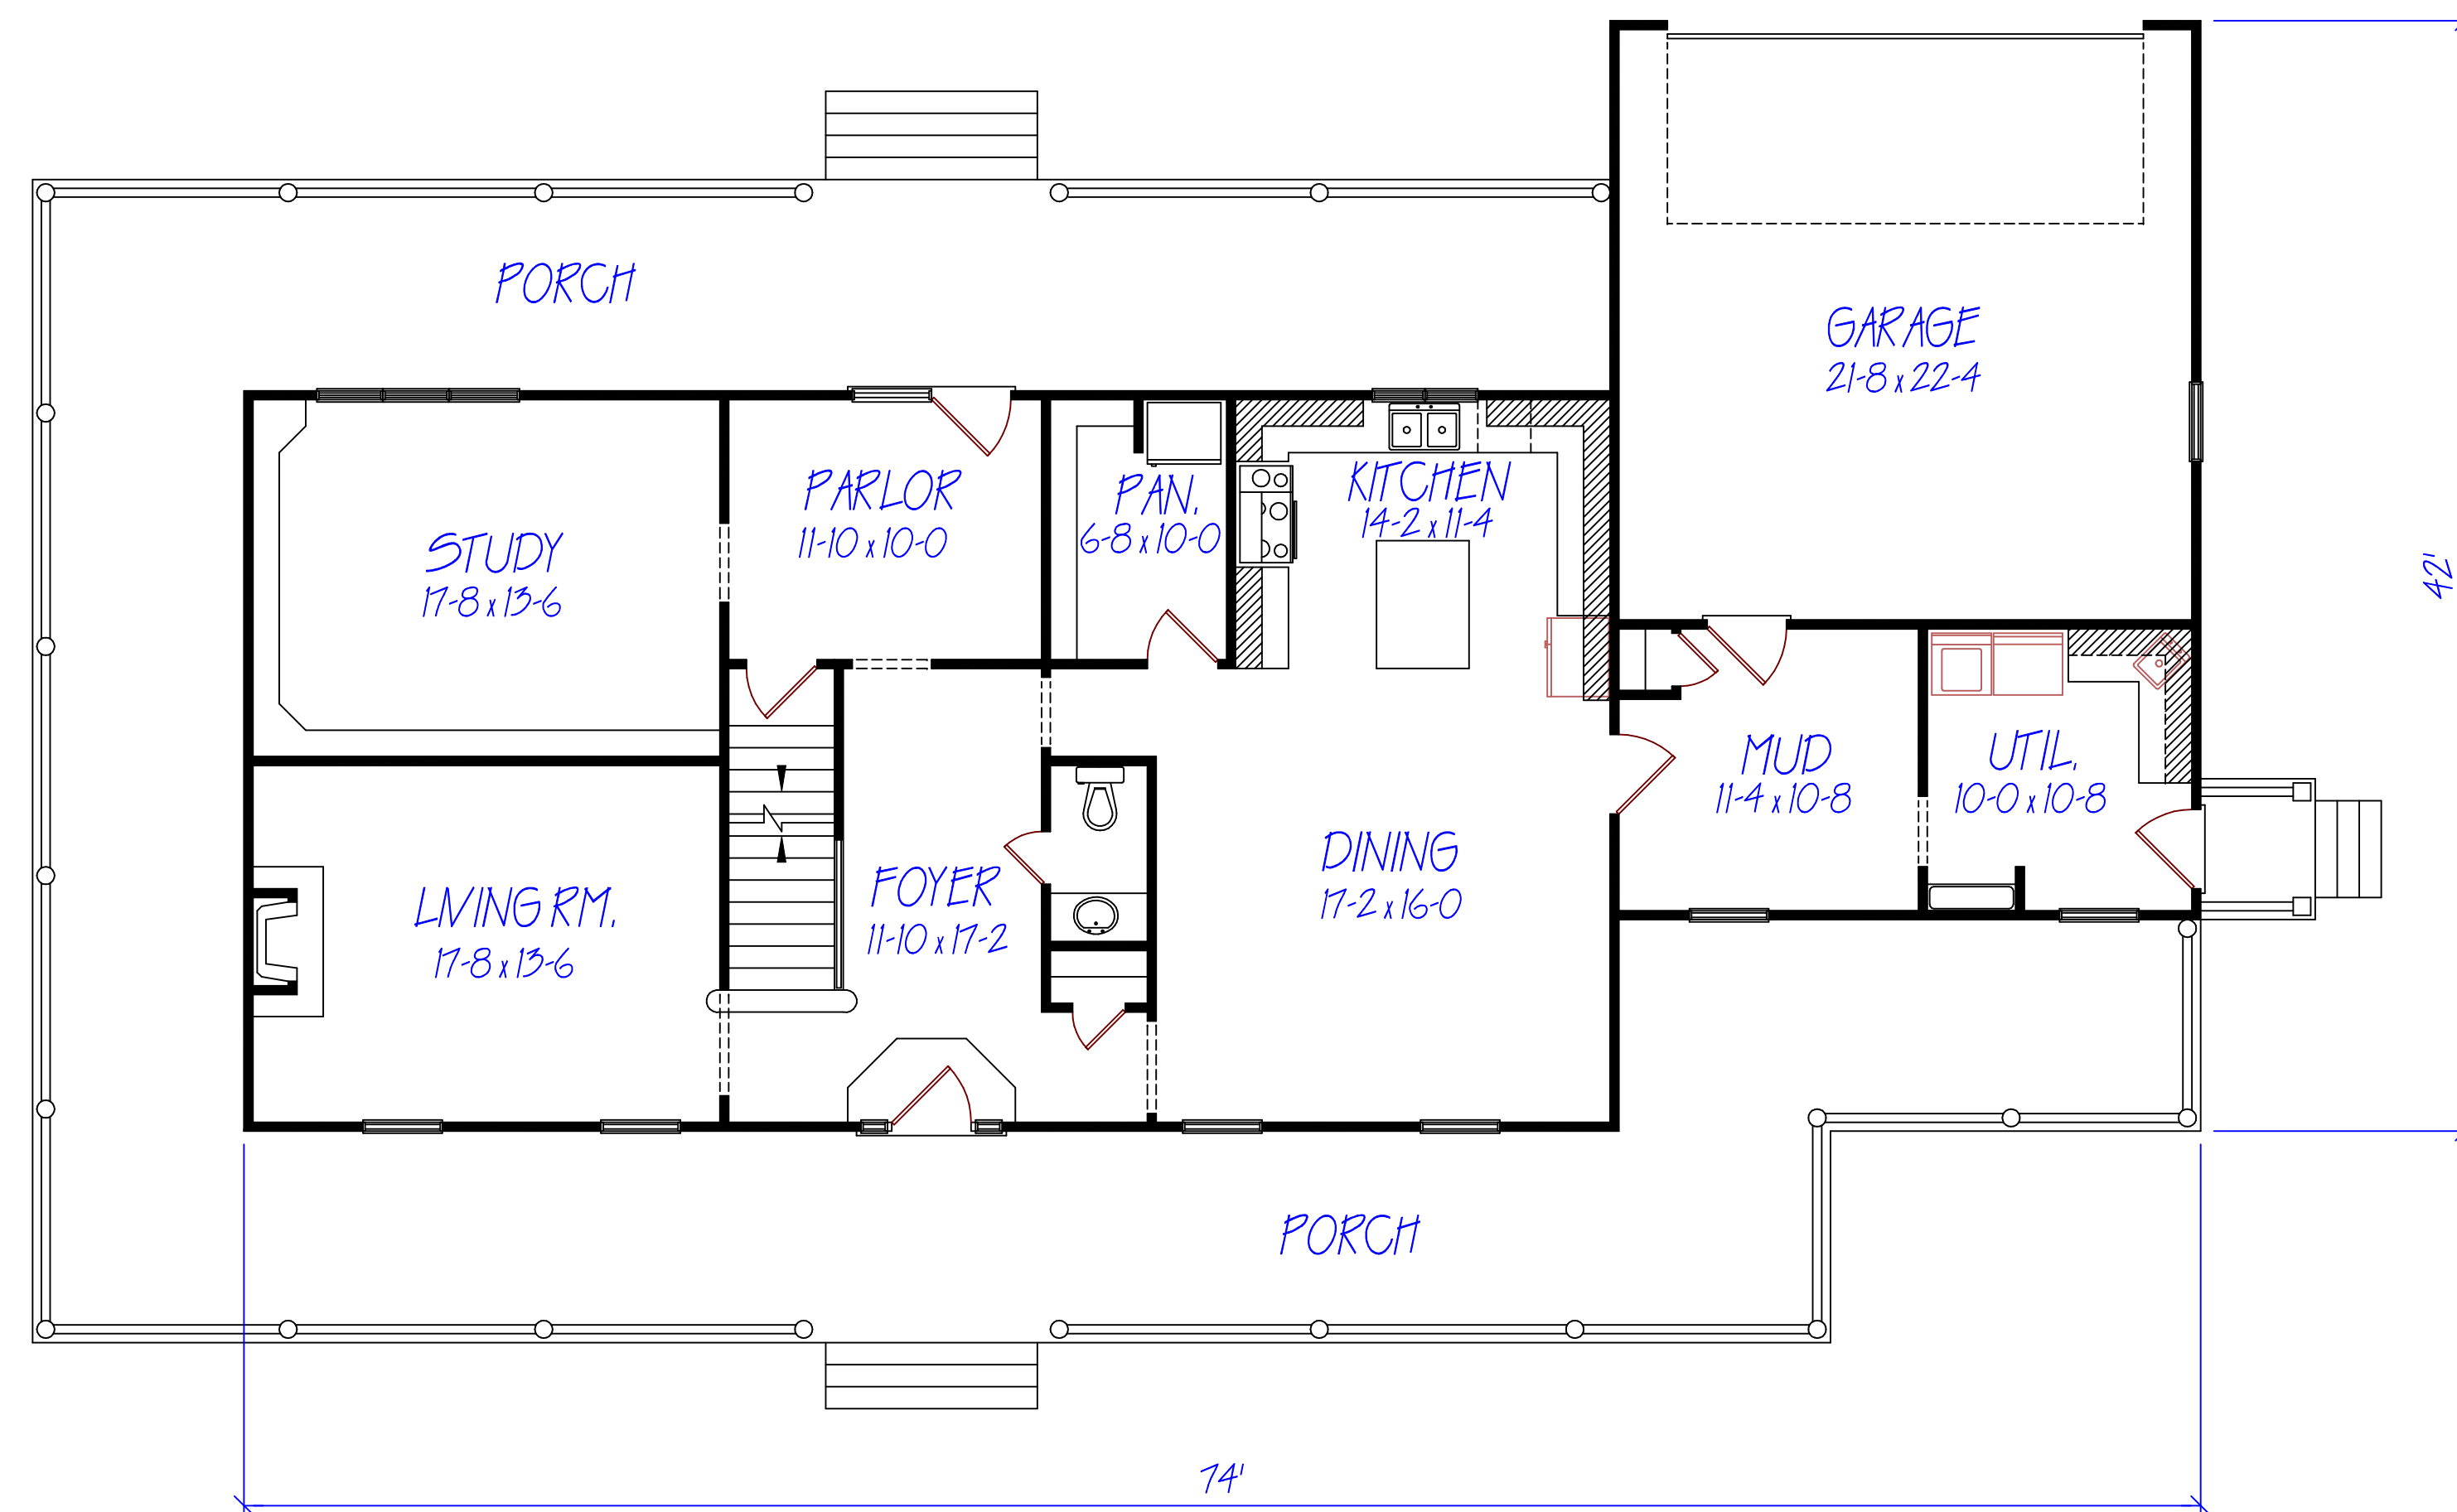 PORCH
GARAGE
21-8 x 22-4
PARLOR
11-10 x 10-0
PAN.
6-8 x 10-0
KITCHEN
14-2 x 11-4
STUDY
17-8 x 13-6
42'
MUD
11-4 x 10-8
UTIL.
10-0 x 10-8
LIVING RM.
17-8 x 13-6
FOYER
11-10 x 17-2
DINING
17-2 x 16-0
PORCH
74'